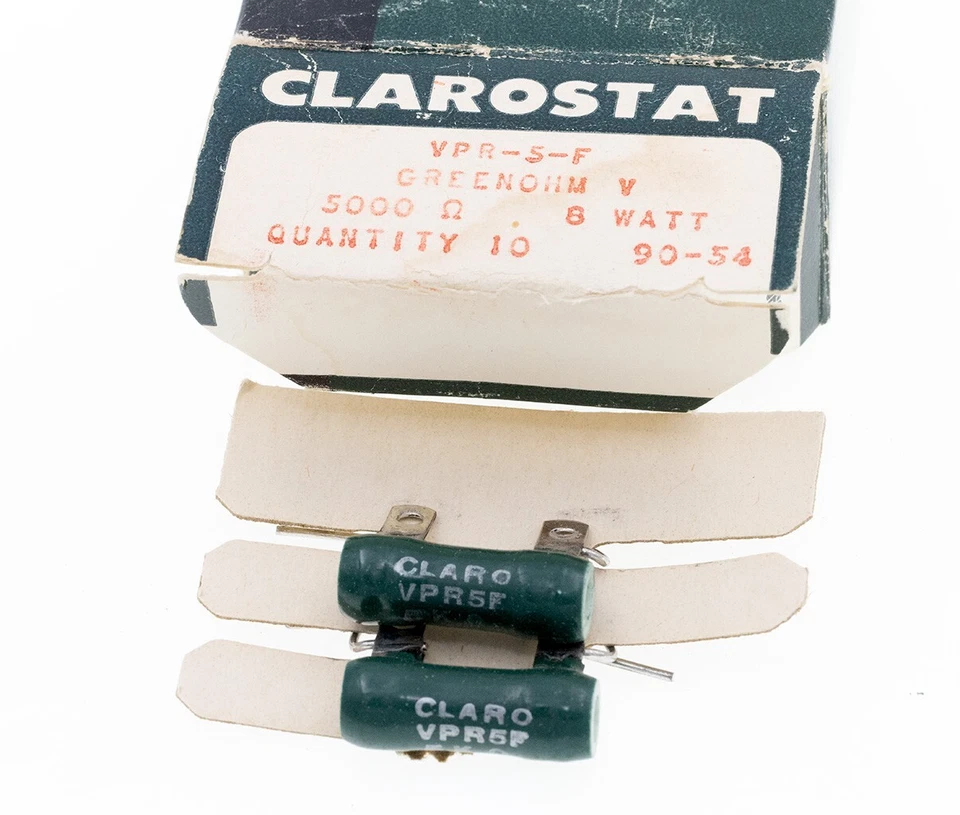 CLAROSTAT
VPR-5-F
GREENOHM V
5000 Ω 8 WATT
QUANTITY 10 90-54
CLARO
VPR5F
CLARO
VPR5F